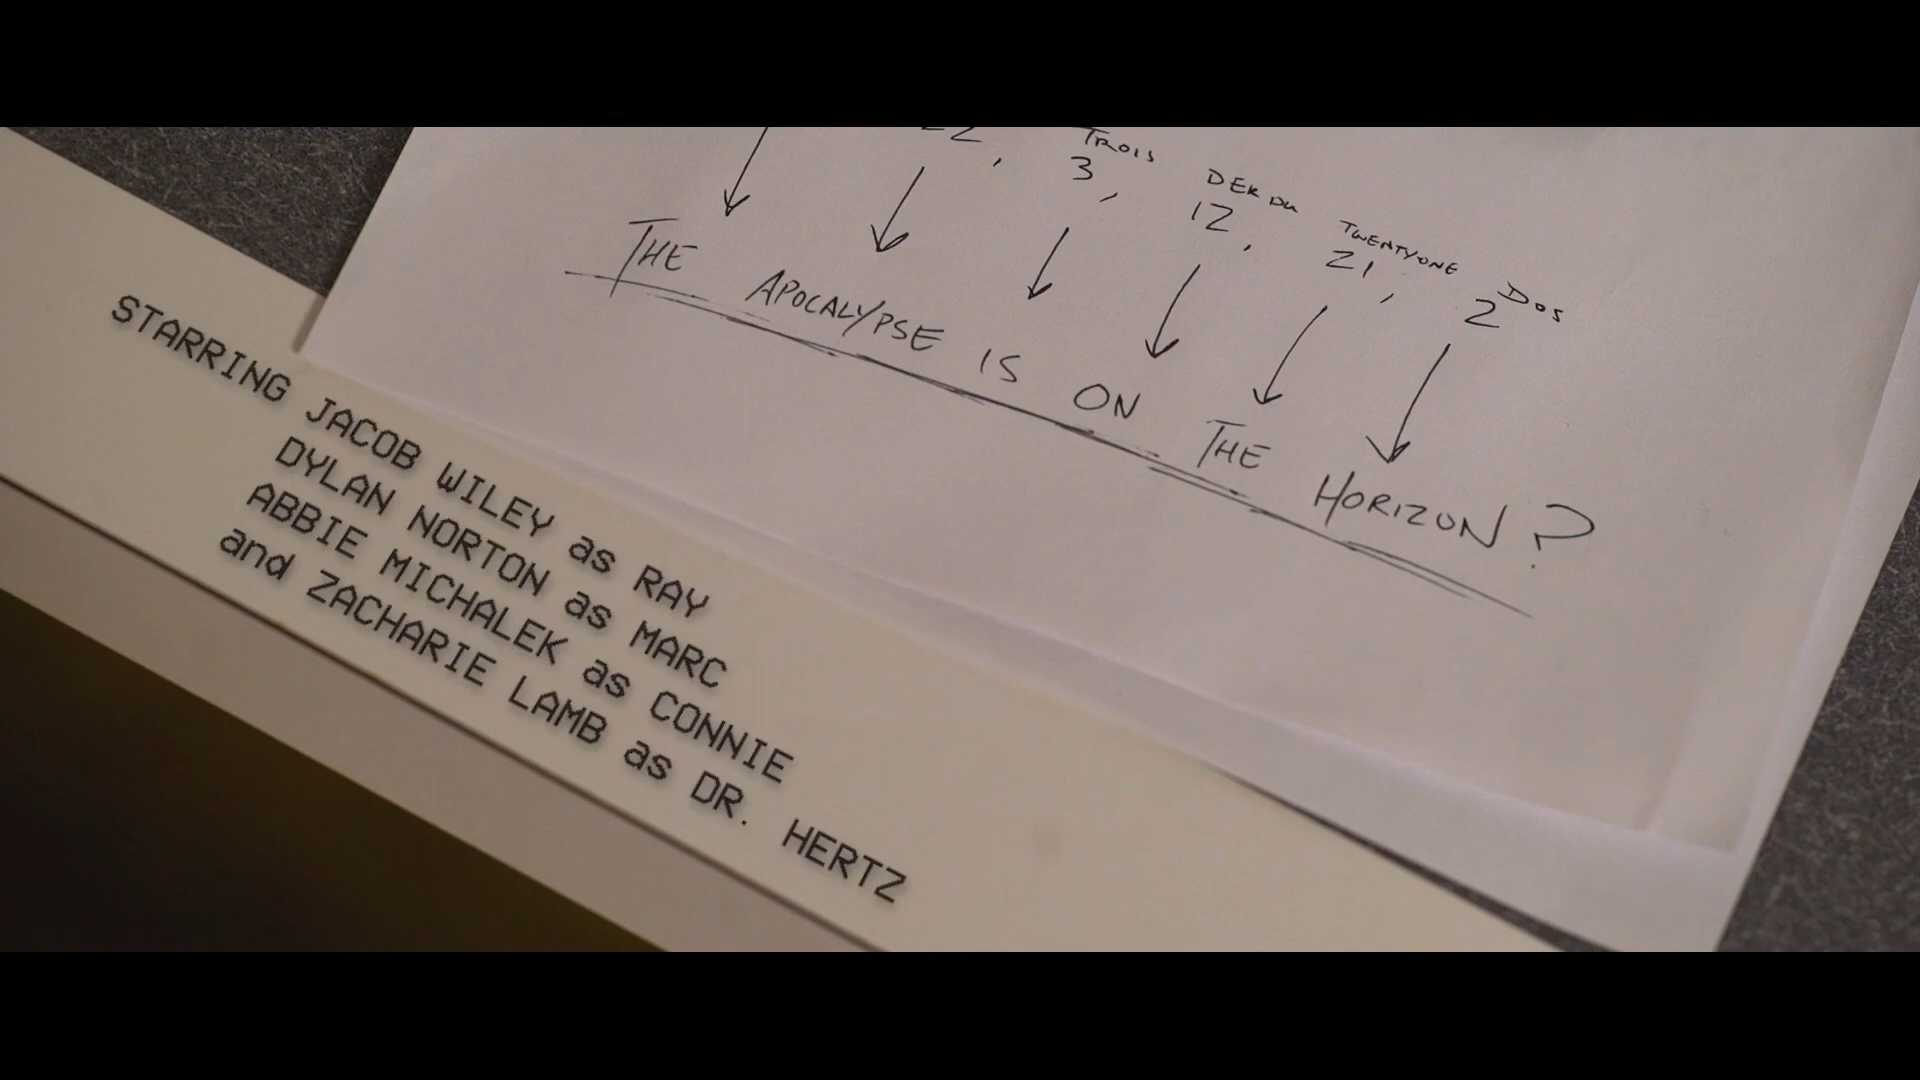 TROIS DER DU TWENTYONE DOS
3, 12, 21, 2
THE APOCALYPSE IS ON THE HORIZON?
STARRING JACOB WILEY as RAY
DYLAN NORTON as MARC
ABBIE MICHALEK as CONNIE
and ZACHARIE LAMB as DR. HERTZ